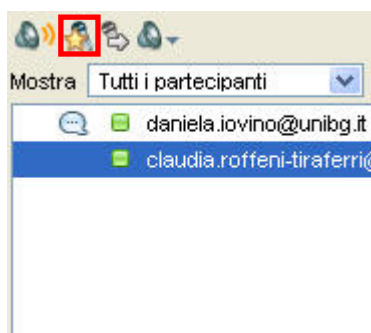 Mostra Tutti i partecipanti
daniela.iovino@unibg.it
claudia.roffeni-tiraferri@